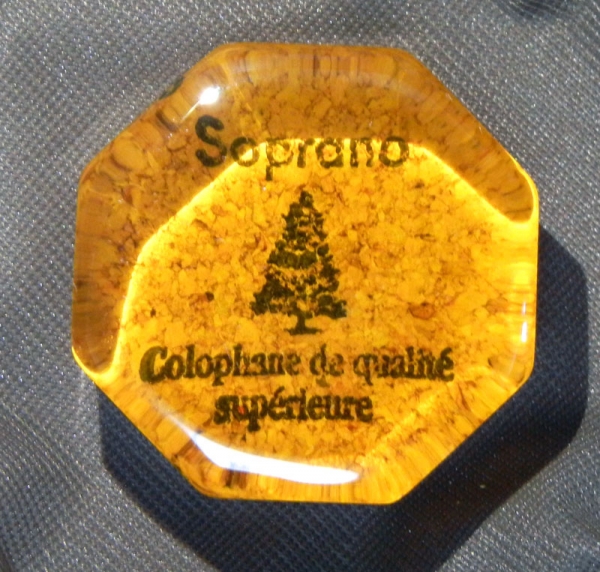 Soprano
Colophane de qualité
supérieure